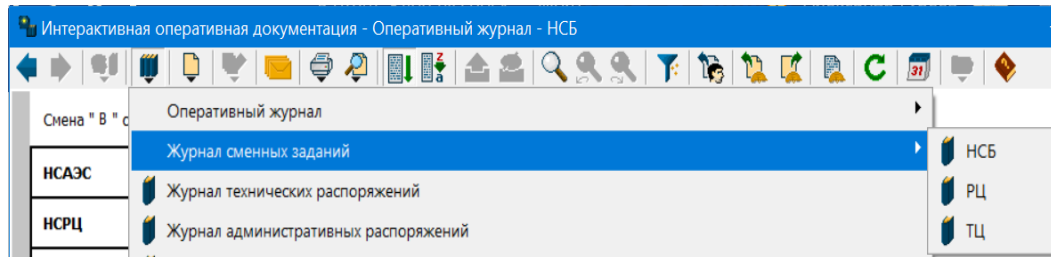 Интерактивная оперативная документация - Оперативный журнал - НСБ
31
Смена " В " с
Оперативный журнал
Журнал сменных заданий
НСБ
НСАЭС
Журнал технических распоряжений
РЦ
НСРЦ
Журнал административных распоряжений
ТЦ